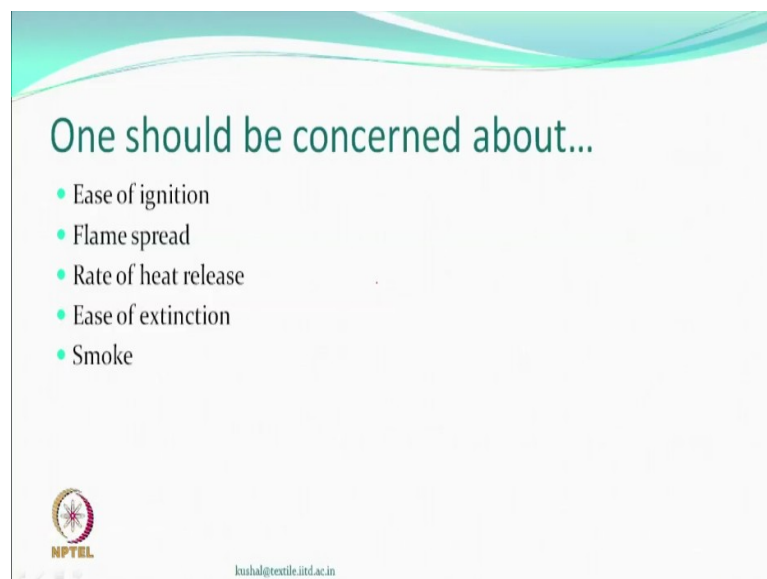 One should be concerned about...
Ease of ignition
Flame spread
Rate of heat release
Ease of extinction
Smoke
NPTEL
kushal@textile.iitd.ac.in